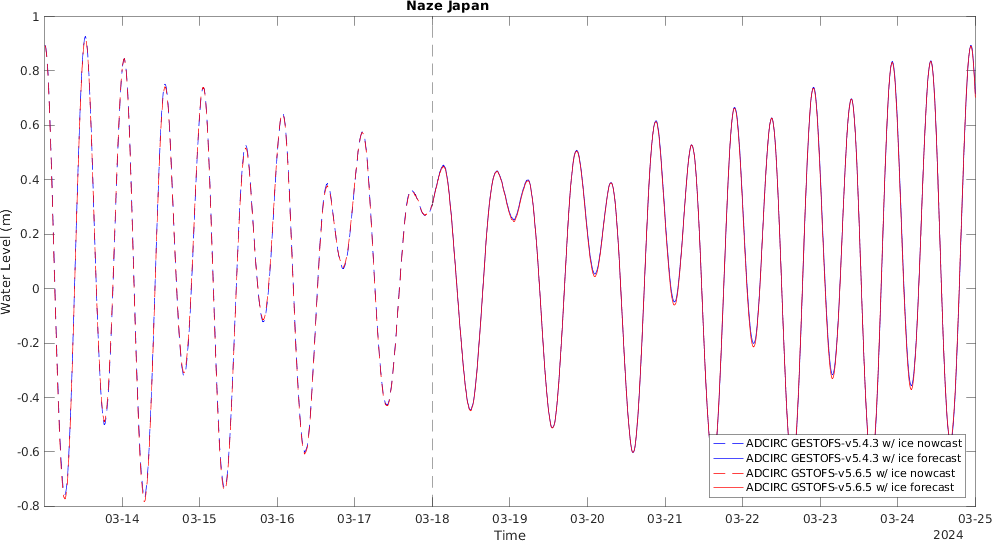 Naze Japan
1
0.8
0.6
0.4
0.2
0
-0.2
-0.4
-0.6
-0.8
Water Level (m)
03-14 03-15 03-16 03-17 03-18 03-19 03-20 03-21 03-22 03-23 03-24 03-25
Time
2024
ADCIRC GESTOFS-v5.4.3 w/ ice nowcast
ADCIRC GESTOFS-v5.4.3 w/ ice forecast
ADCIRC GSTOFS-v5.6.5 w/ ice nowcast
ADCIRC GSTOFS-v5.6.5 w/ ice forecast